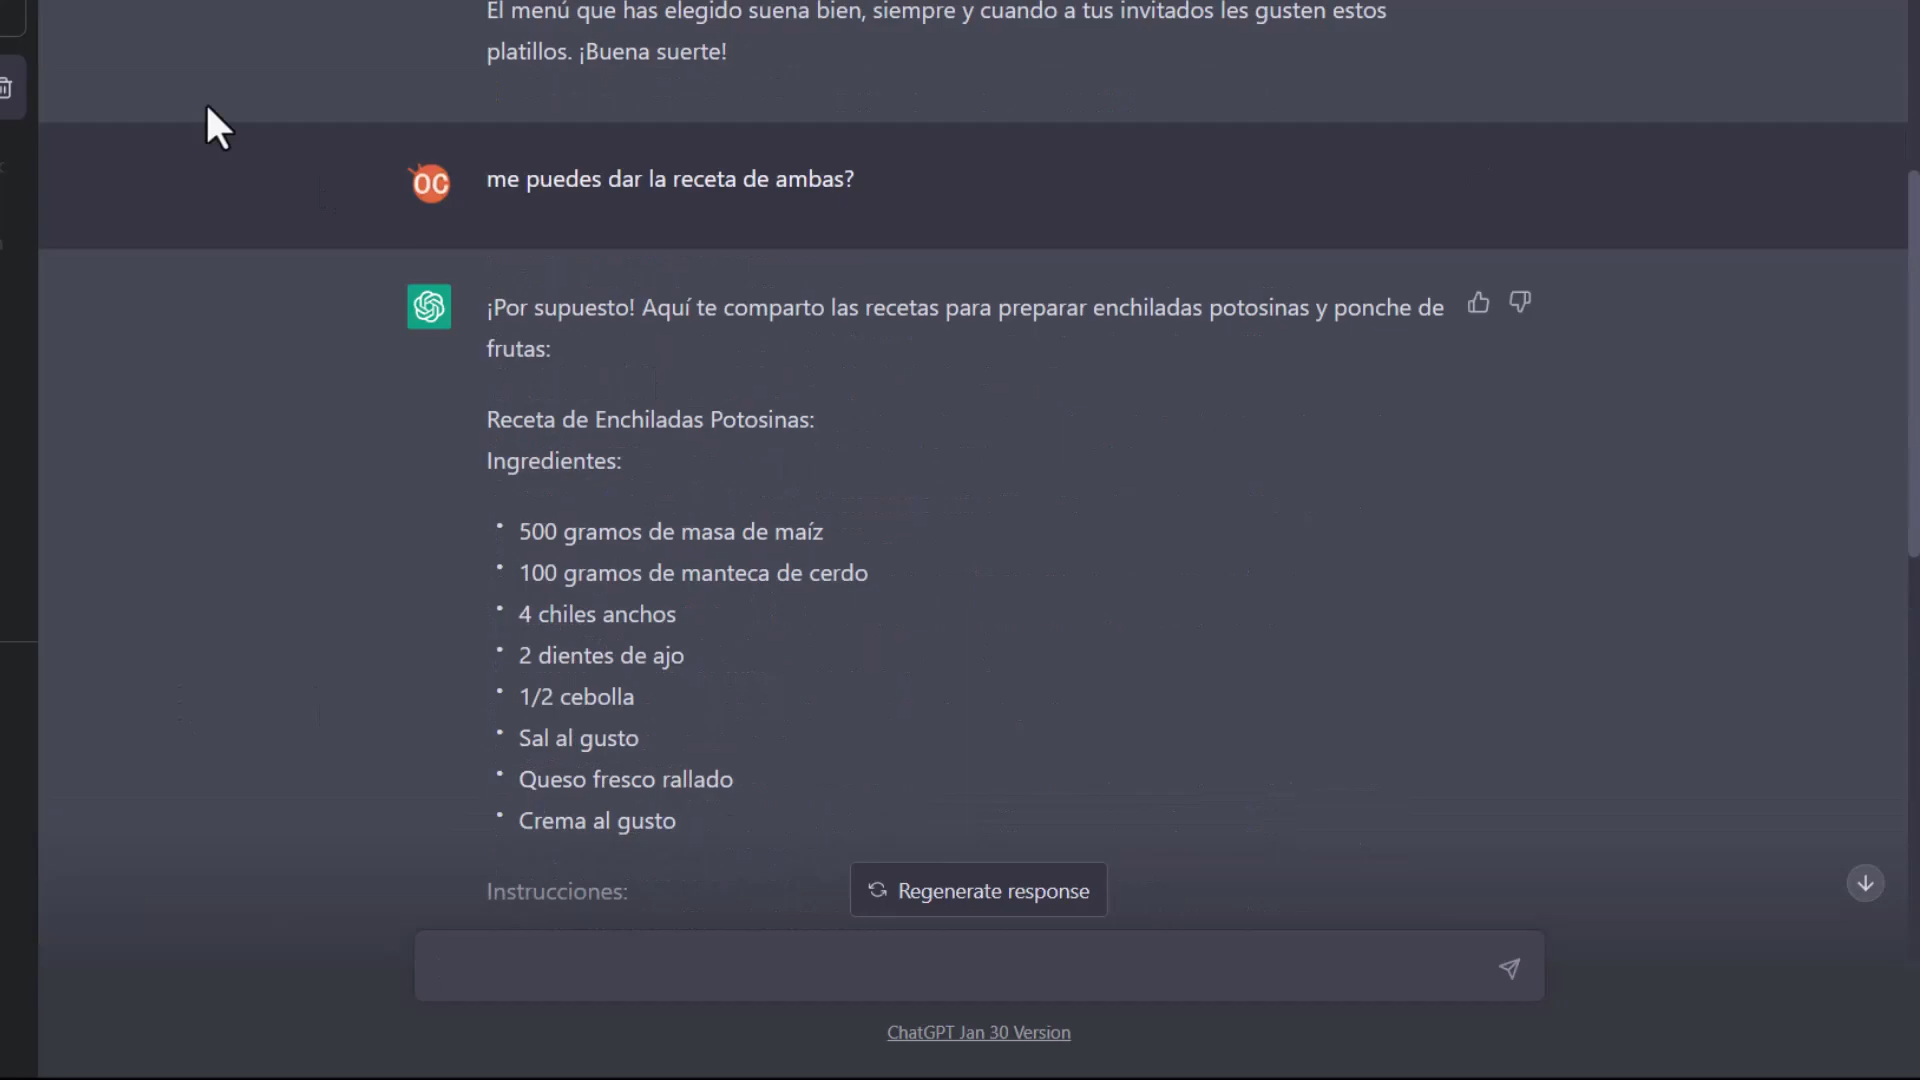 El menú que has elegido suena bien, siempre y cuando a tus invitados les gusten estos
platillos. ¡Buena suerte!
OC
me puedes dar la receta de ambas?
¡Por supuesto! Aquí te comparto las recetas para preparar enchiladas potosinas y ponche de
frutas:
Receta de Enchiladas Potosinas:
Ingredientes:
• 500 gramos de masa de maíz
• 100 gramos de manteca de cerdo
• 4 chiles anchos
• 2 dientes de ajo
• 1/2 cebolla
• Sal al gusto
• Queso fresco rallado
• Crema al gusto
Instrucciones:
Regenerate response
ChatGPT Jan 30 Version